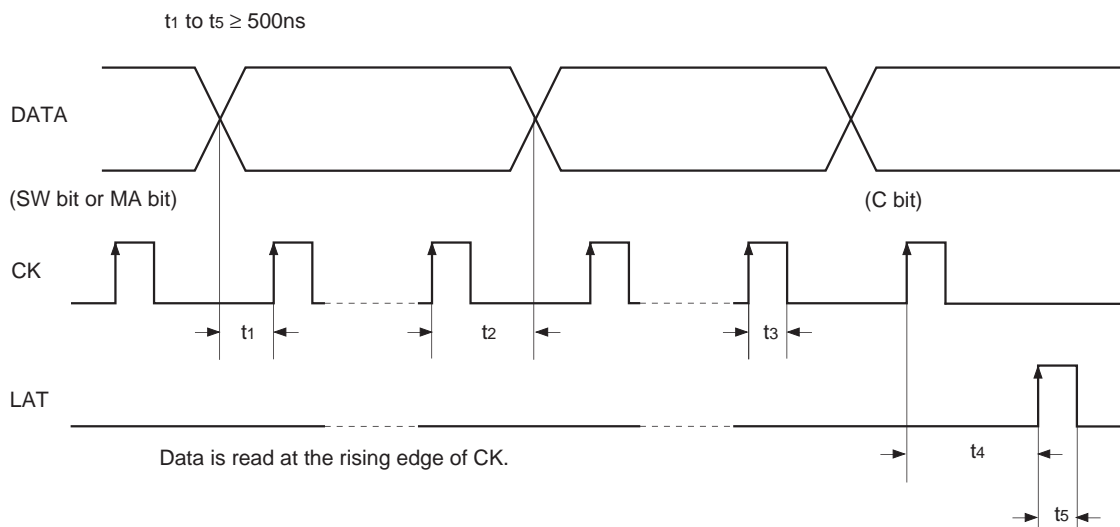 t1 to t5 ≥ 500ns
DATA
(SW bit or MA bit)
(C bit)
CK
t1
t2
t3
LAT
Data is read at the rising edge of CK.
t4
t5